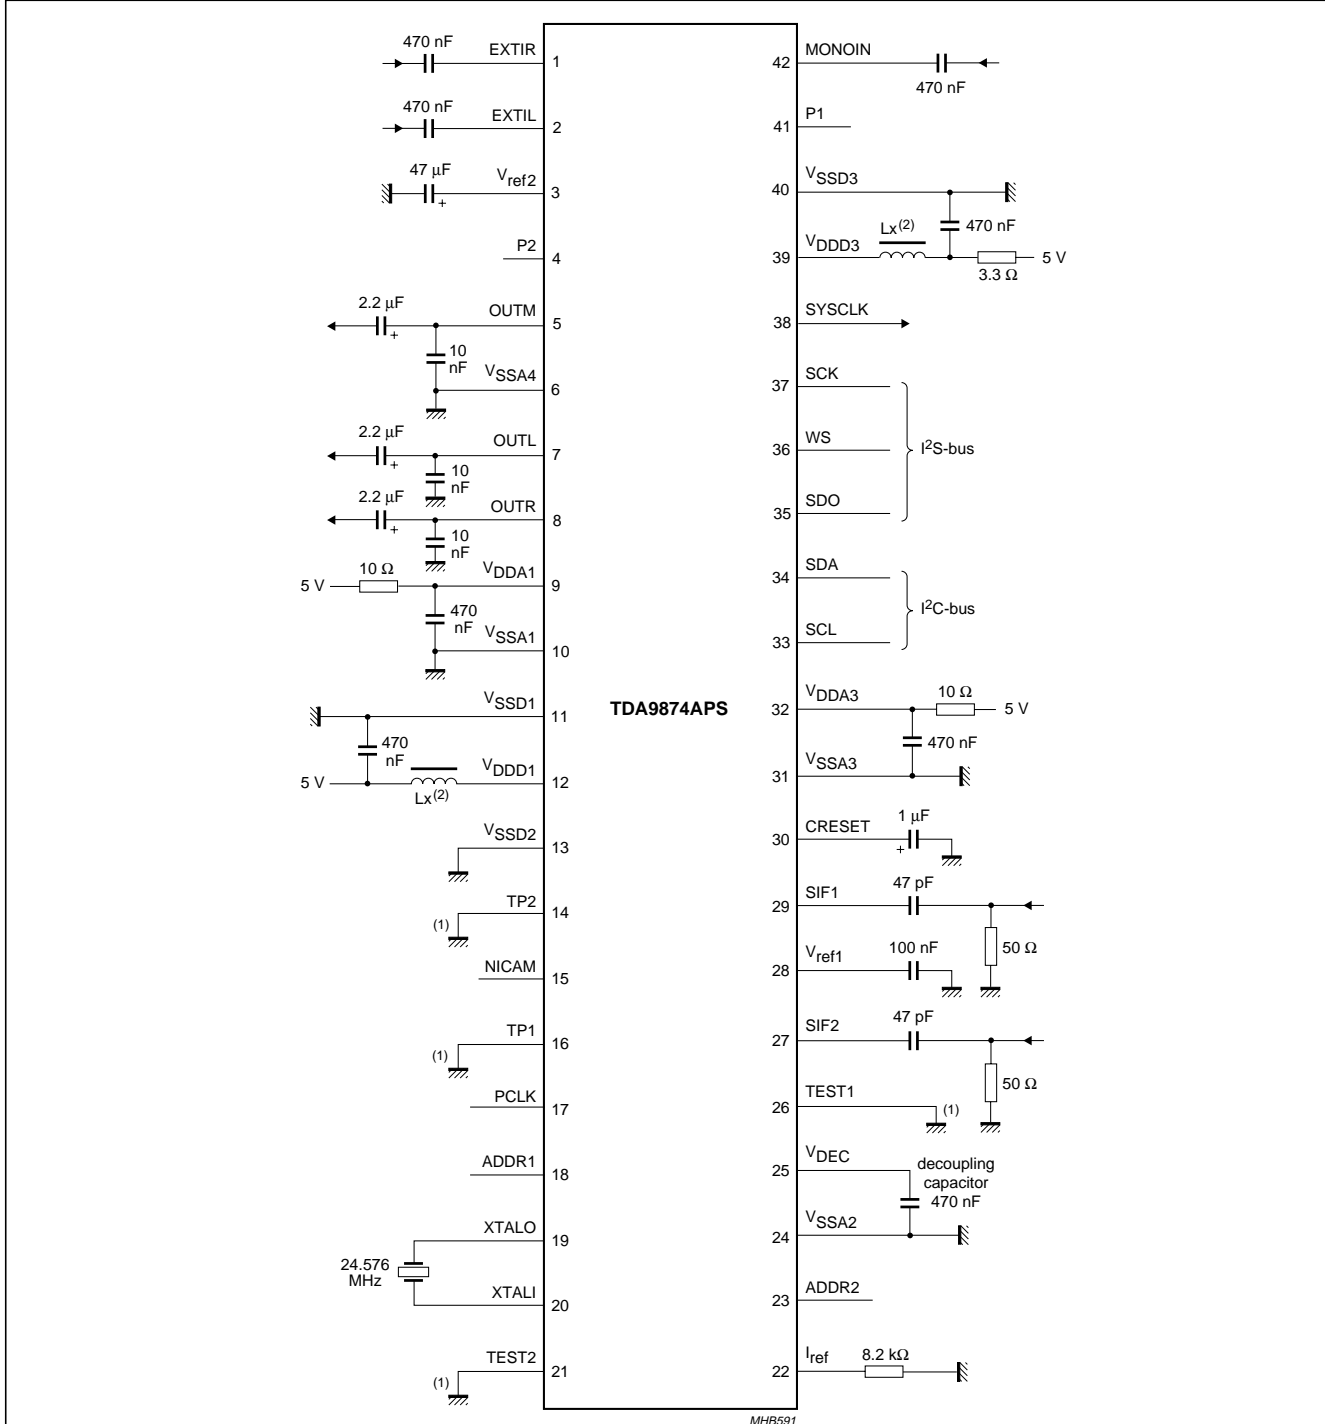 470 nF EXTIR 1
470 nF EXTIL 2
47 μF + Vref2 3
P2 4
2.2 μF + OUTM 5
10 nF
VSSA4 6
2.2 μF + OUTL 7
10 nF
2.2 μF + OUTR 8
10 nF
5 V 10 Ω VDDA1 9
470 nF
VSSA1 10
VSSD1 11
470 nF
5 V Lx(2) VDDD1 12
VSSD2 13
(1) TP2 14
NICAM 15
(1) TP1 16
PCLK 17
ADDR1 18
XTALO 19
24.576 MHz
XTALI 20
(1) TEST2 21
TDA9874APS
42 MONOIN 470 nF
41 P1
40 VSSD3
470 nF
39 VDDD3 Lx(2) 3.3 Ω 5 V
38 SYSCLK
37 SCK
36 WS I2S-bus
35 SDO
34 SDA
I2C-bus
33 SCL
32 VDDA3 10 Ω 5 V
470 nF
31 VSSA3
30 CRESET 1 μF +
29 SIF1 47 pF
50 Ω
28 Vref1 100 nF
27 SIF2 47 pF
50 Ω
26 TEST1 (1)
25 VDEC
decoupling
capacitor
470 nF
24 VSSA2
23 ADDR2
22 Iref 8.2 kΩ
MHB591